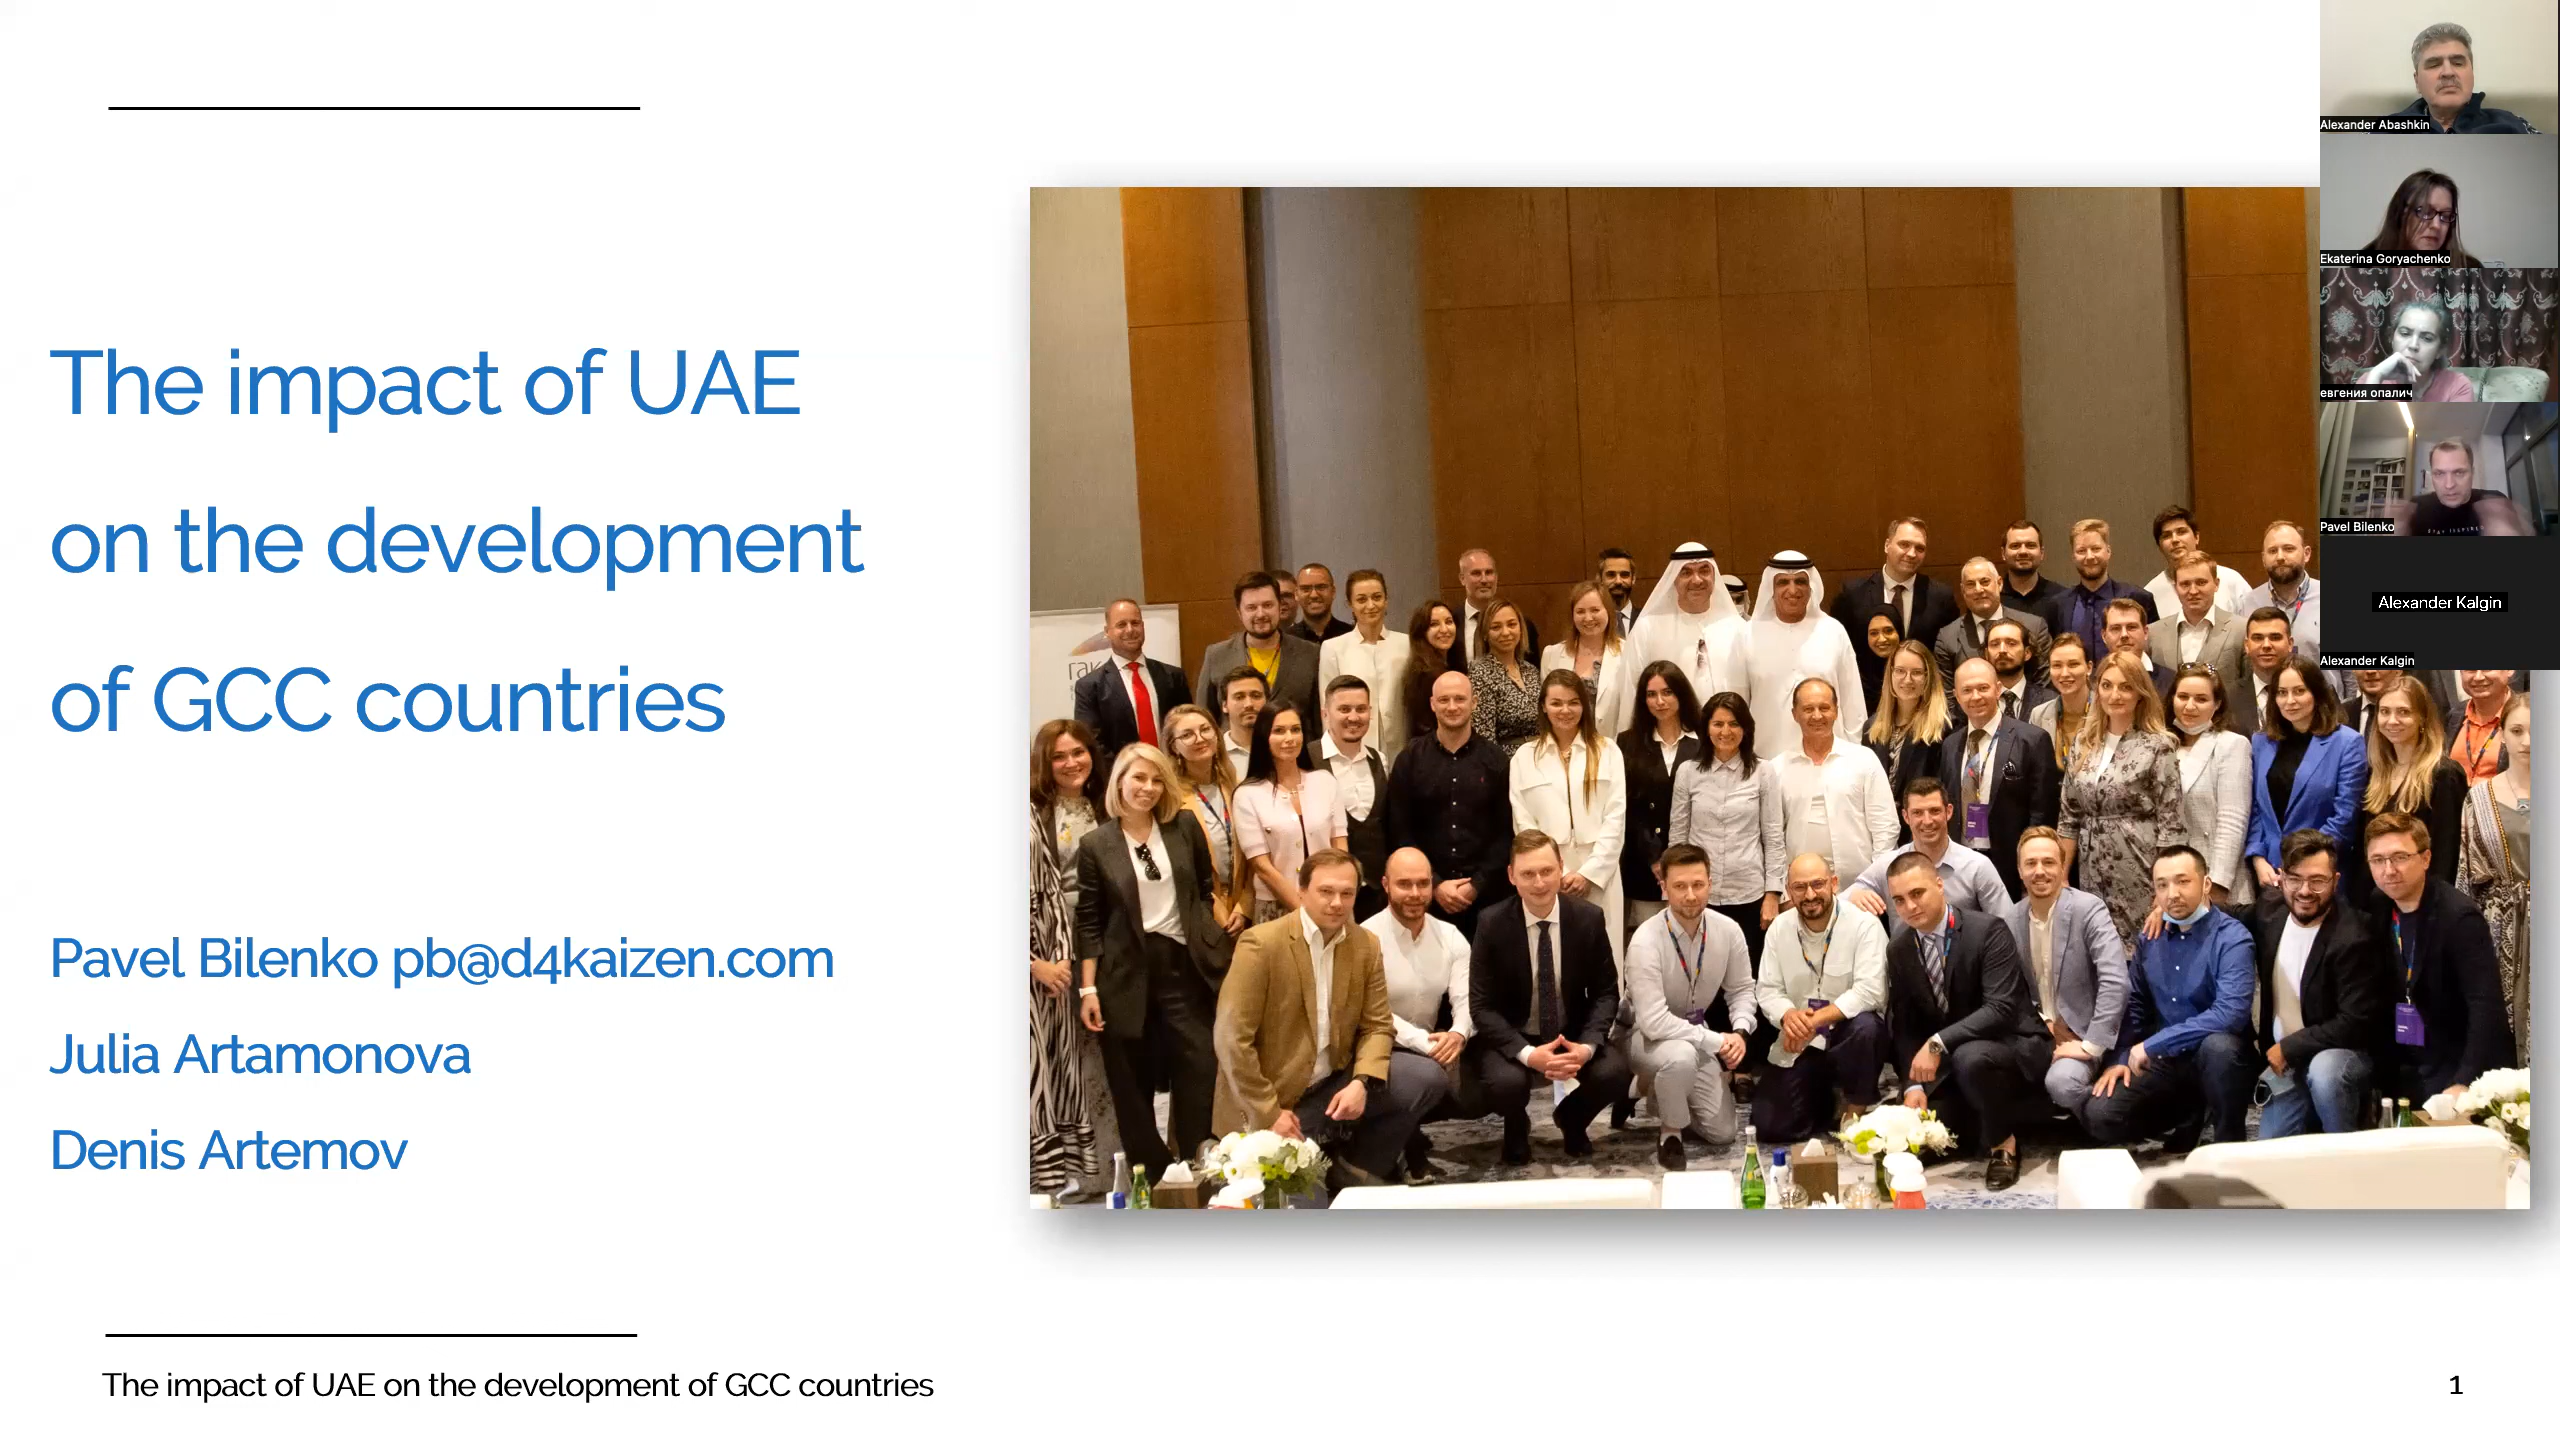 The impact of UAE
on the development
of GCC countries
Pavel Bilenko pb@d4kaizen.com
Julia Artamonova
Denis Artemov
The impact of UAE on the development of GCC countries
1
Alexander Abashkin
Ekaterina Goryachenko
евгения опалич
Pavel Bilenko
Alexander Kalgin
Alexander Kalgin
rak